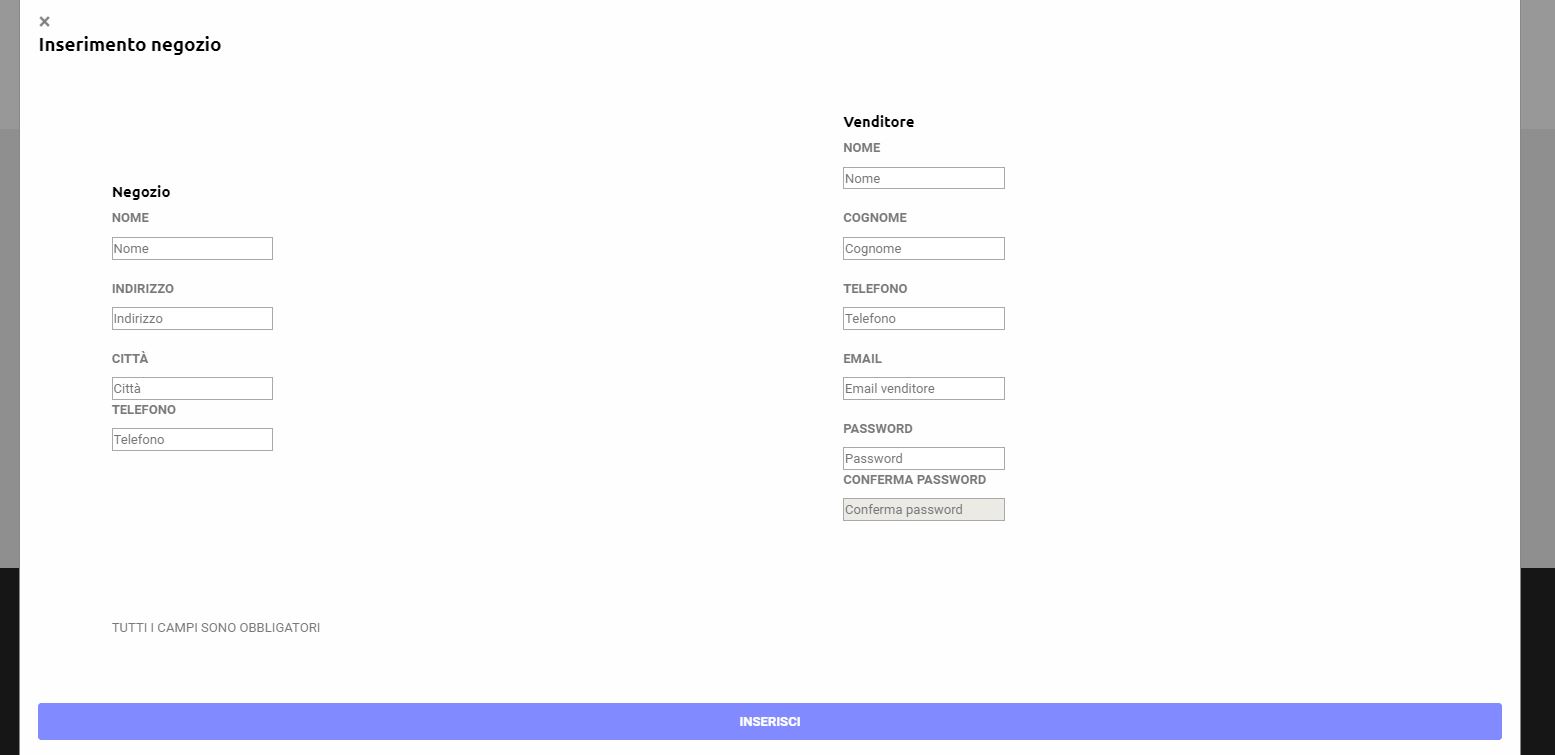 ×
Inserimento negozio
Negozio
NOME
Nome
INDIRIZZO
Indirizzo
CITTÀ
Città
TELEFONO
Telefono
Venditore
NOME
Nome
COGNOME
Cognome
TELEFONO
Telefono
EMAIL
Email venditore
PASSWORD
Password
CONFERMA PASSWORD
Conferma password
TUTTI I CAMPI SONO OBBLIGATORI
INSERISCI